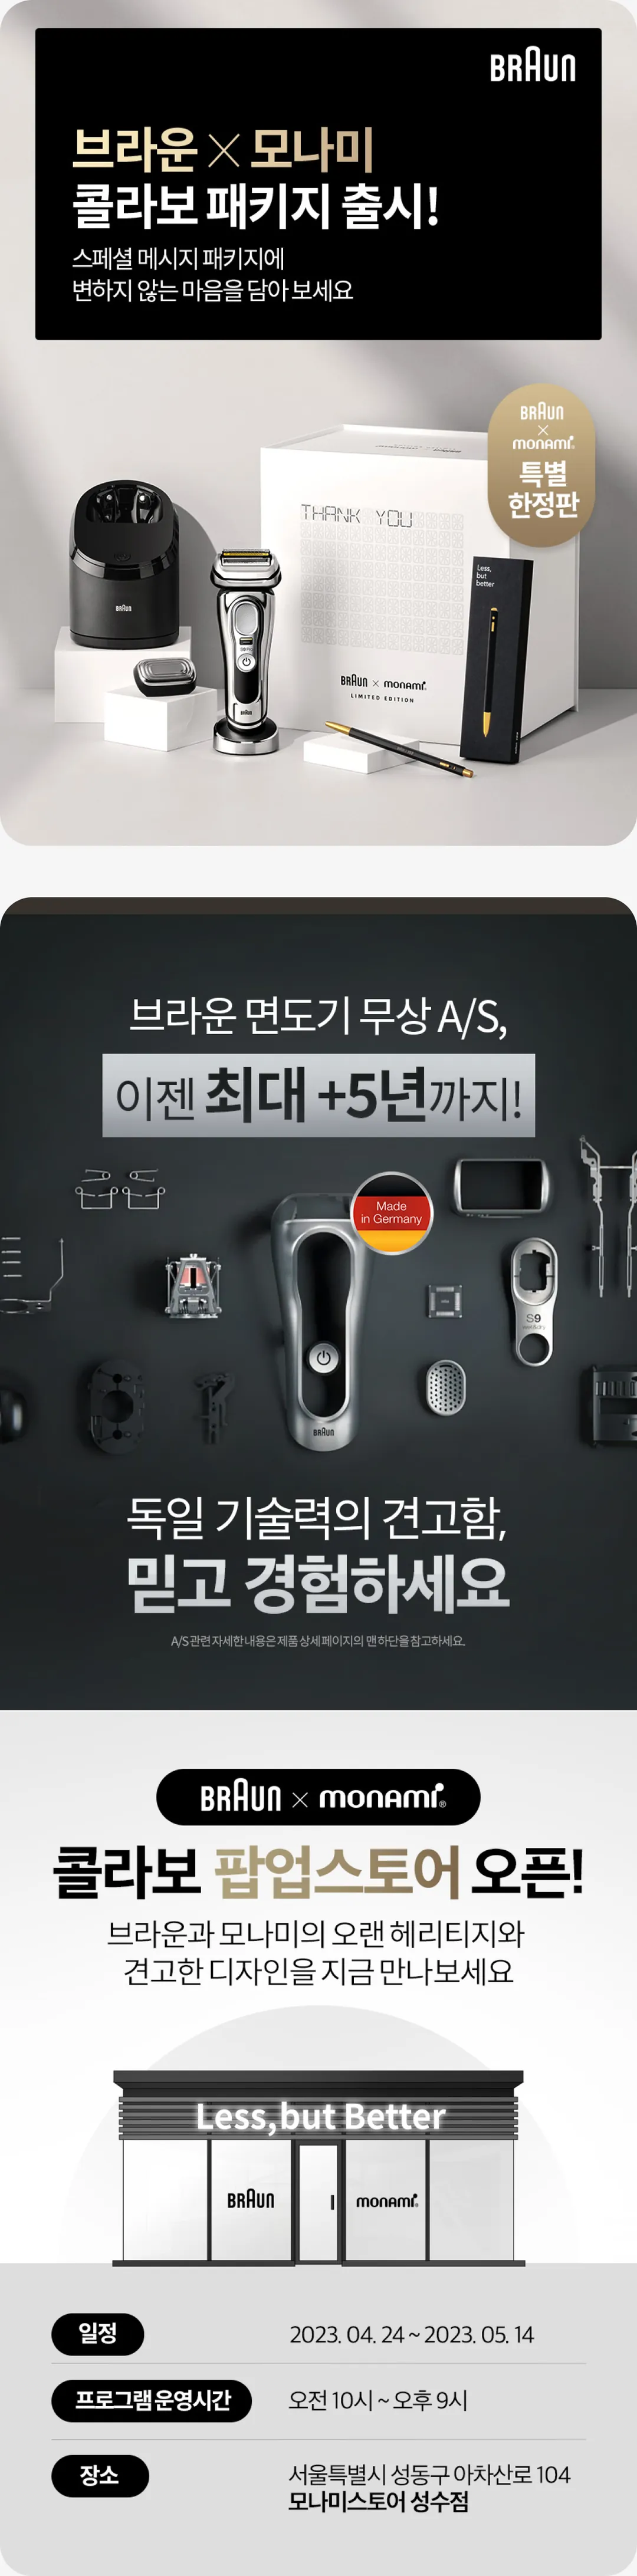 BRAUN
브라운 × 모나미
콜라보 패키지 출시!
스페셜 메시지 패키지에
변하지 않는 마음을 담아 보세요
BRAUN
×
monami
특별
한정판
THANK YOU
Less,
but
better
BRAUN
BRAUN × monami
LIMITED EDITION
BRAUN
브라운 면도기 무상 A/S,
이젠 최대 +5년까지!
Made
in Germany
S9
BRAUN
독일 기술력의 견고함,
믿고 경험하세요
A/S 관련 자세한 내용은 제품 상세 페이지의 맨 하단을 참고하세요.
BRAUN × monami®
콜라보 팝업스토어 오픈!
브라운과 모나미의 오랜 헤리티지와
견고한 디자인을 지금 만나보세요
Less, but Better
BRAUN
monami
일정 2023. 04. 24 ~ 2023. 05. 14
프로그램 운영시간 오전 10시 ~ 오후 9시
장소 서울특별시 성동구 아차산로 104
모나미스토어 성수점